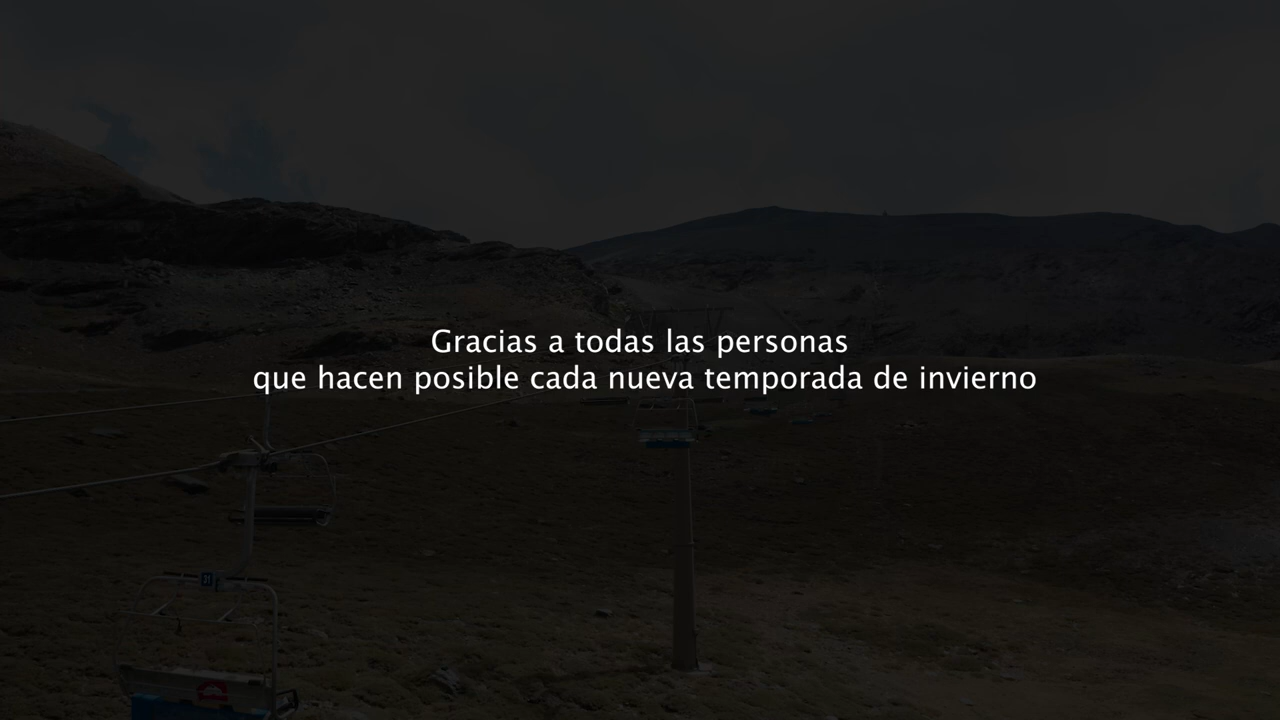 Gracias a todas las personas
que hacen posible cada nueva temporada de invierno